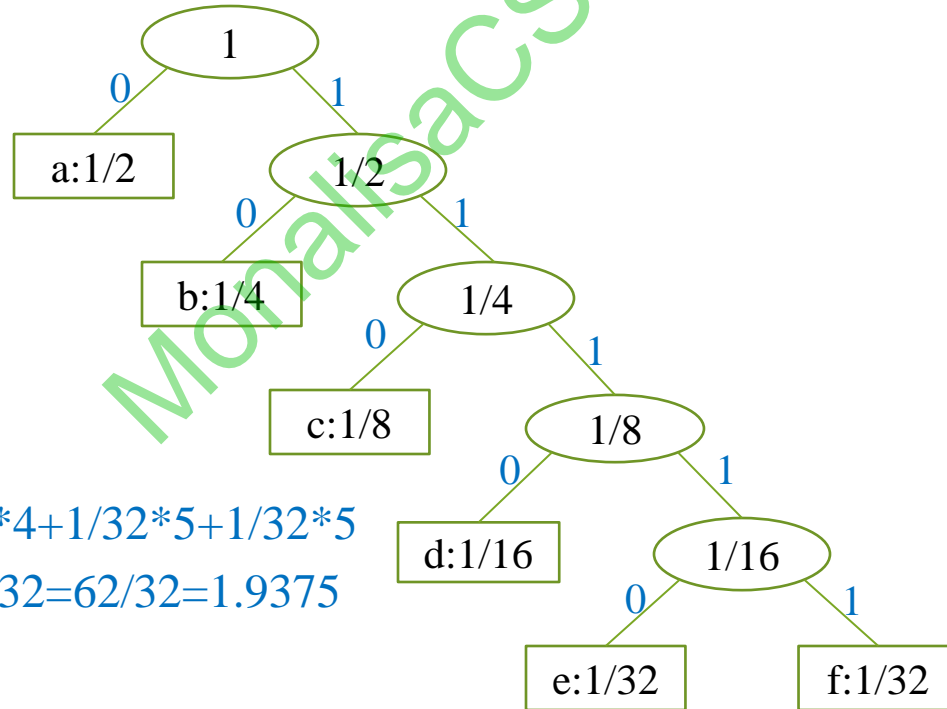 1
0 1
a:1/2 1/2
0 1
b:1/4 1/4
0 1
c:1/8 1/8
0 1
*4+1/32*5+1/32*5
d:1/16 1/16
32=62/32=1.9375
0 1
e:1/32 f:1/32
MonalisaCS